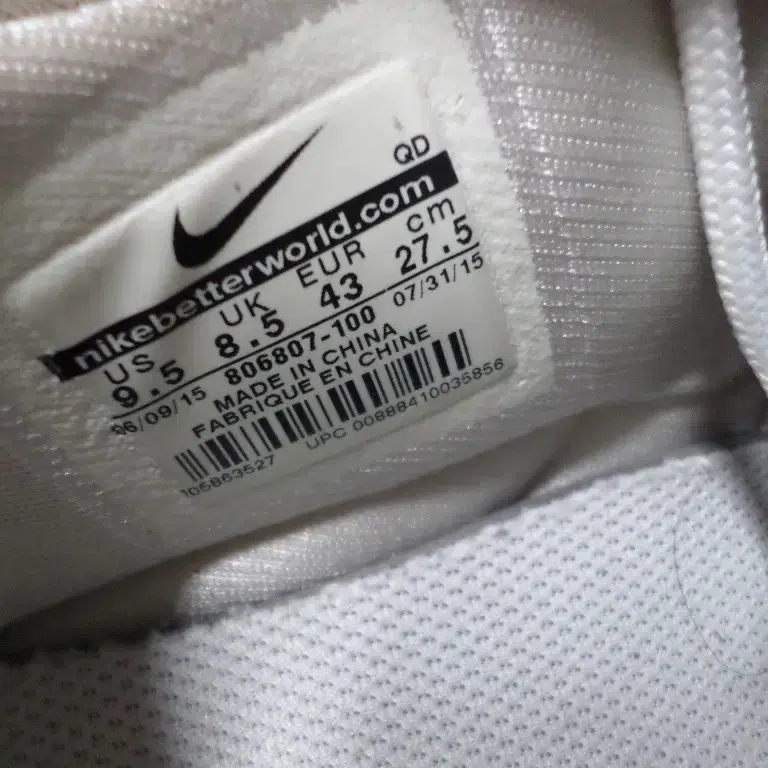 QD
nikebetterworld.com
US UK EUR cm
9.5 8.5 43 27.5
06/09/15 806807-100 07/31/15
MADE IN CHINA
FABRIQUE EN CHINE
105863527 UPC 00888410035856